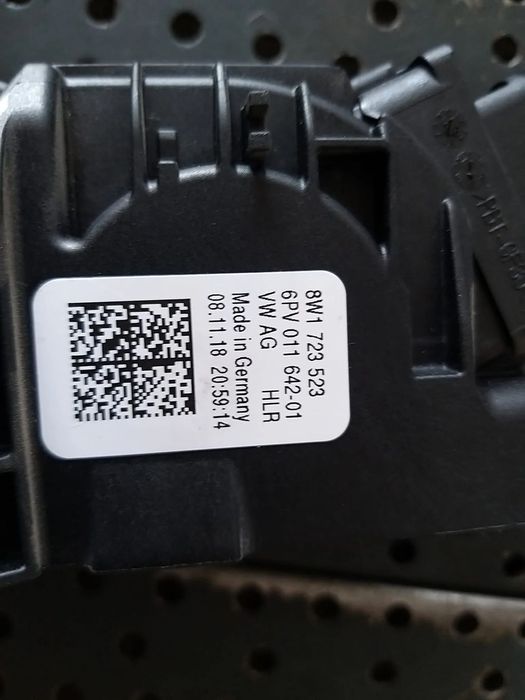 8W1 723 523
6PV 011 642-01
VW AG HLR
Made in Germany
08.11.18 20:59:14